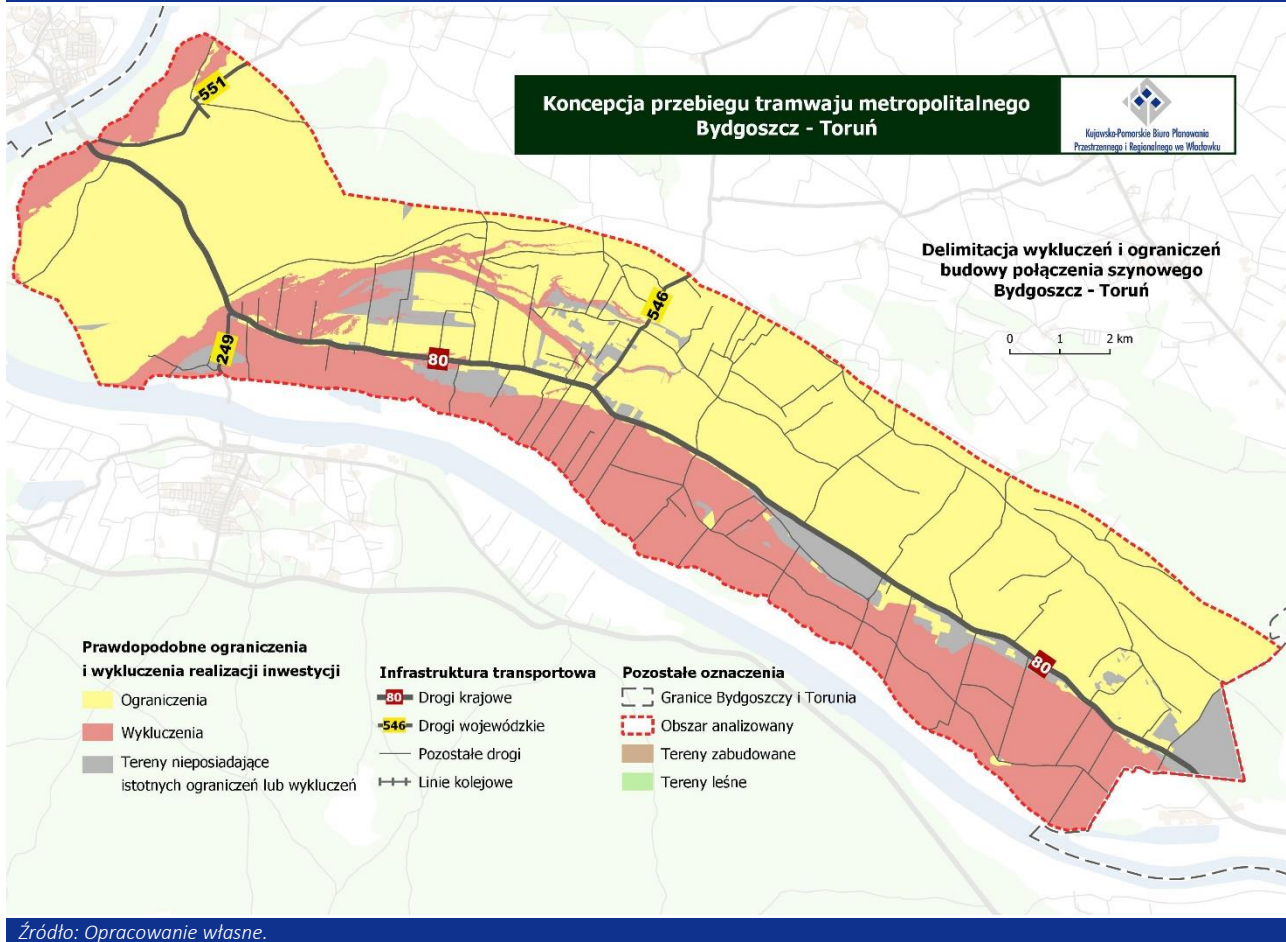 Koncepcja przebiegu tramwaju metropolitalnego
Bydgoszcz - Toruń
Kujawsko-Pomorskie Biuro Planowania
Przestrzennego i Regionalnego we Włocławku
Delimitacja wykluczeń i ograniczeń
budowy połączenia szynowego
Bydgoszcz - Toruń
0 1 2 km
551
546
249
80
80
Prawdopodobne ograniczenia
i wykluczenia realizacji inwestycji
Ograniczenia
Wykluczenia
Tereny nieposiadające
istotnych ograniczeń lub wykluczeń
Infrastruktura transportowa
80 Drogi krajowe
546 Drogi wojewódzkie
Pozostałe drogi
Linie kolejowe
Pozostałe oznaczenia
Granice Bydgoszczy i Torunia
Obszar analizowany
Tereny zabudowane
Tereny leśne
Źródło: Opracowanie własne.